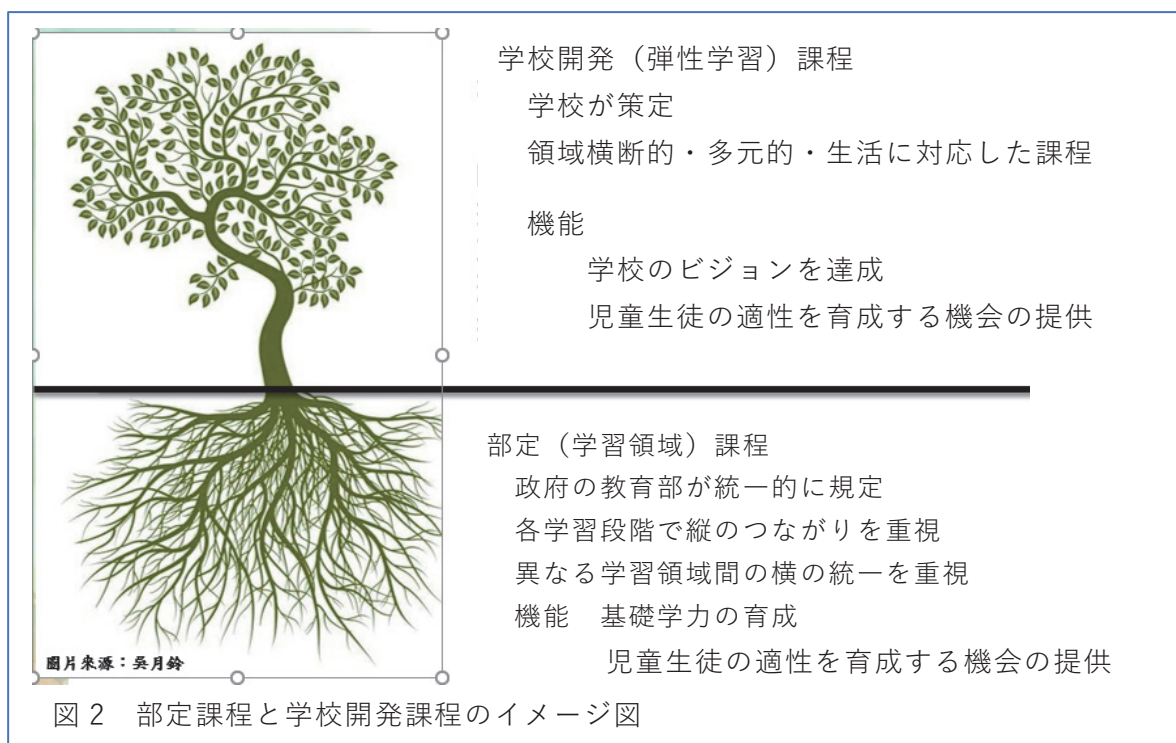 学校開発（弾性学習）課程
学校が策定
領域横断的・多元的・生活に対応した課程
機能
学校のビジョンを達成
児童生徒の適性を育成する機会の提供
部定（学習領域）課程
政府の教育部が統一的に規定
各学習段階で縦のつながりを重視
異なる学習領域間の横の統一を重視
機能　基礎学力の育成
児童生徒の適性を育成する機会の提供
圖片來源：吳月鈴
図２　部定課程と学校開発課程のイメージ図